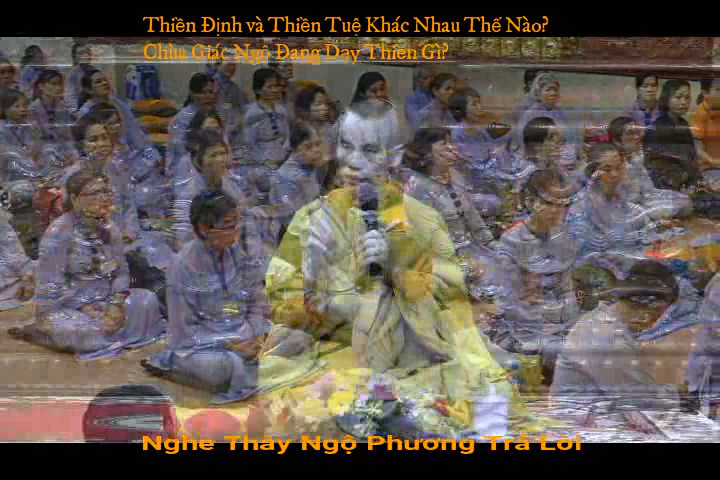 Thiền Định và Thiền Tuệ Khác Nhau Thế Nào?
Chùa Giác Ngộ Đang Dạy Thiền Gì?
Nghe Thầy Ngộ Phương Trả Lời